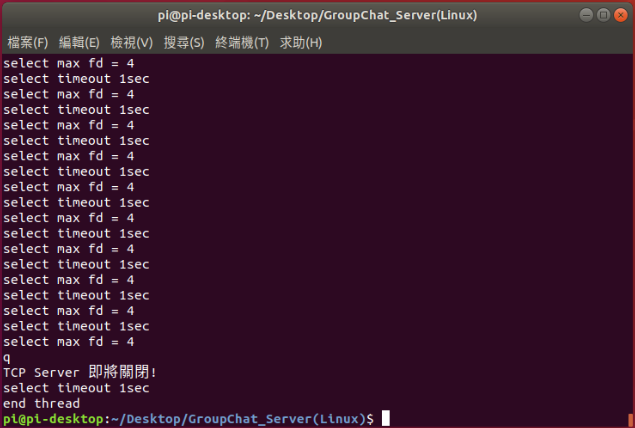 pi@pi-desktop: ~/Desktop/GroupChat_Server(Linux)
檔案(F) 編輯(E) 檢視(V) 搜尋(S) 終端機(T) 求助(H)
select max fd = 4
select timeout 1sec
select max fd = 4
select timeout 1sec
select max fd = 4
select timeout 1sec
select max fd = 4
select timeout 1sec
select max fd = 4
select timeout 1sec
select max fd = 4
select timeout 1sec
select max fd = 4
select timeout 1sec
select max fd = 4
select timeout 1sec
select max fd = 4
select timeout 1sec
select max fd = 4
q
TCP Server 即將關閉!
select timeout 1sec
end thread
pi@pi-desktop:~/Desktop/GroupChat_Server(Linux)$